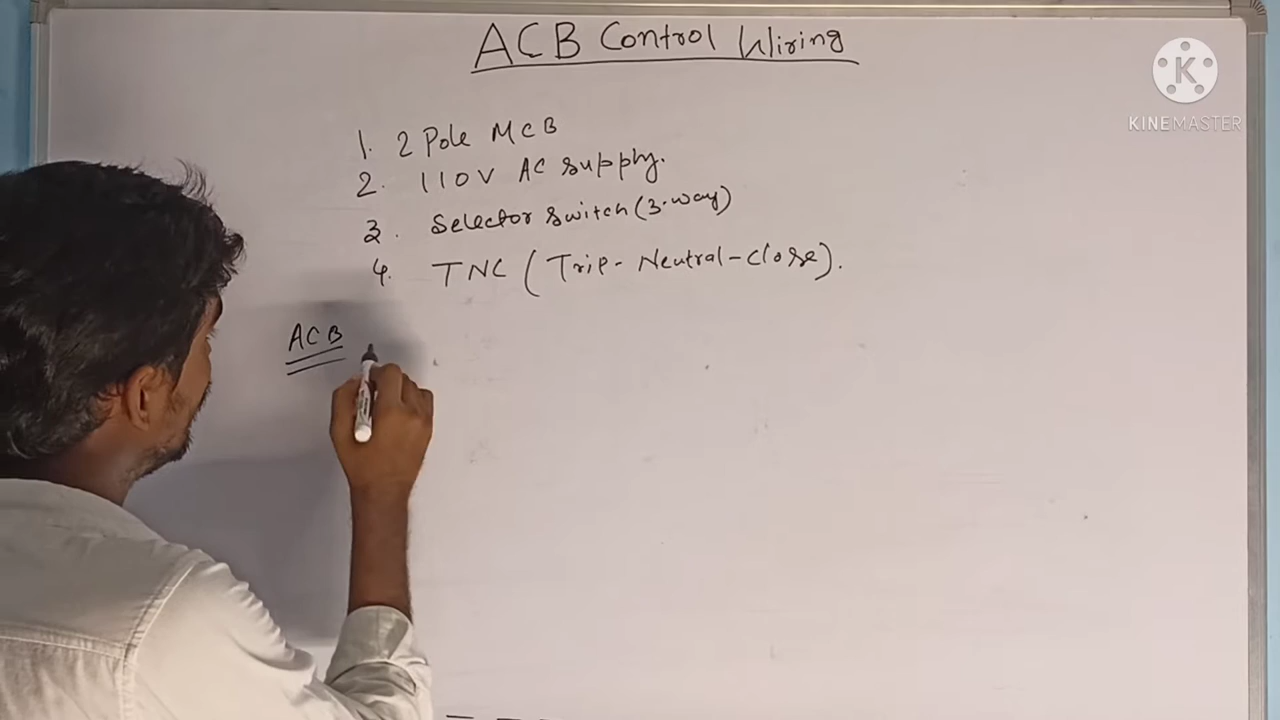 ACB Control Wiring
K
KINEMASTER
1. 2 Pole MCB
2. 110V AC supply.
3. Selector switch (3-way)
4. TNC (Trip-Neutral-Close).
ACB